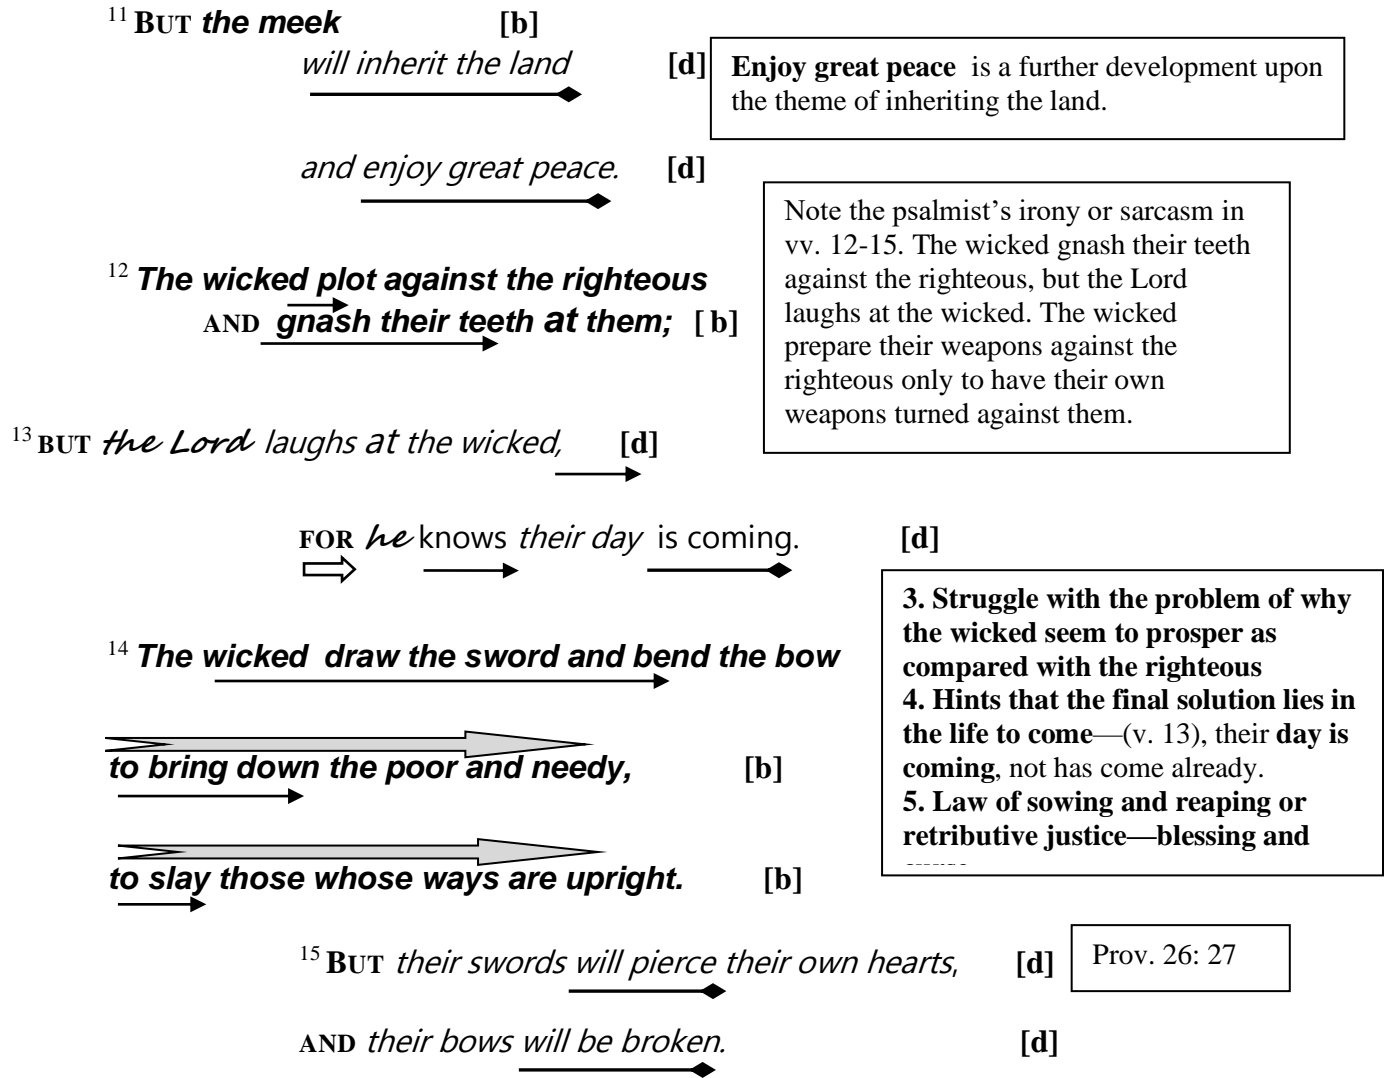 11 BUT the meek [b]
will inherit the land [d]
Enjoy great peace is a further development upon
the theme of inheriting the land.
and enjoy great peace. [d]
Note the psalmist’s irony or sarcasm in
vv. 12-15. The wicked gnash their teeth
against the righteous, but the Lord
laughs at the wicked. The wicked
prepare their weapons against the
righteous only to have their own
weapons turned against them.
12 The wicked plot against the righteous
AND gnash their teeth at them; [ b]
13 BUT the Lord laughs at the wicked, [d]
FOR he knows their day is coming. [d]
3. Struggle with the problem of why
the wicked seem to prosper as
compared with the righteous
4. Hints that the final solution lies in
the life to come—(v. 13), their day is
coming, not has come already.
5. Law of sowing and reaping or
retributive justice—blessing and
14 The wicked draw the sword and bend the bow
to bring down the poor and needy, [b]
to slay those whose ways are upright. [b]
15 BUT their swords will pierce their own hearts, [d]
Prov. 26: 27
AND their bows will be broken. [d]